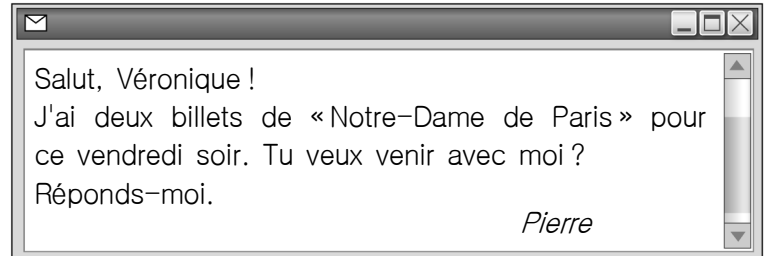 Salut, Véronique !
J'ai deux billets de «Notre-Dame de Paris» pour
ce vendredi soir. Tu veux venir avec moi ?
Réponds-moi.
Pierre